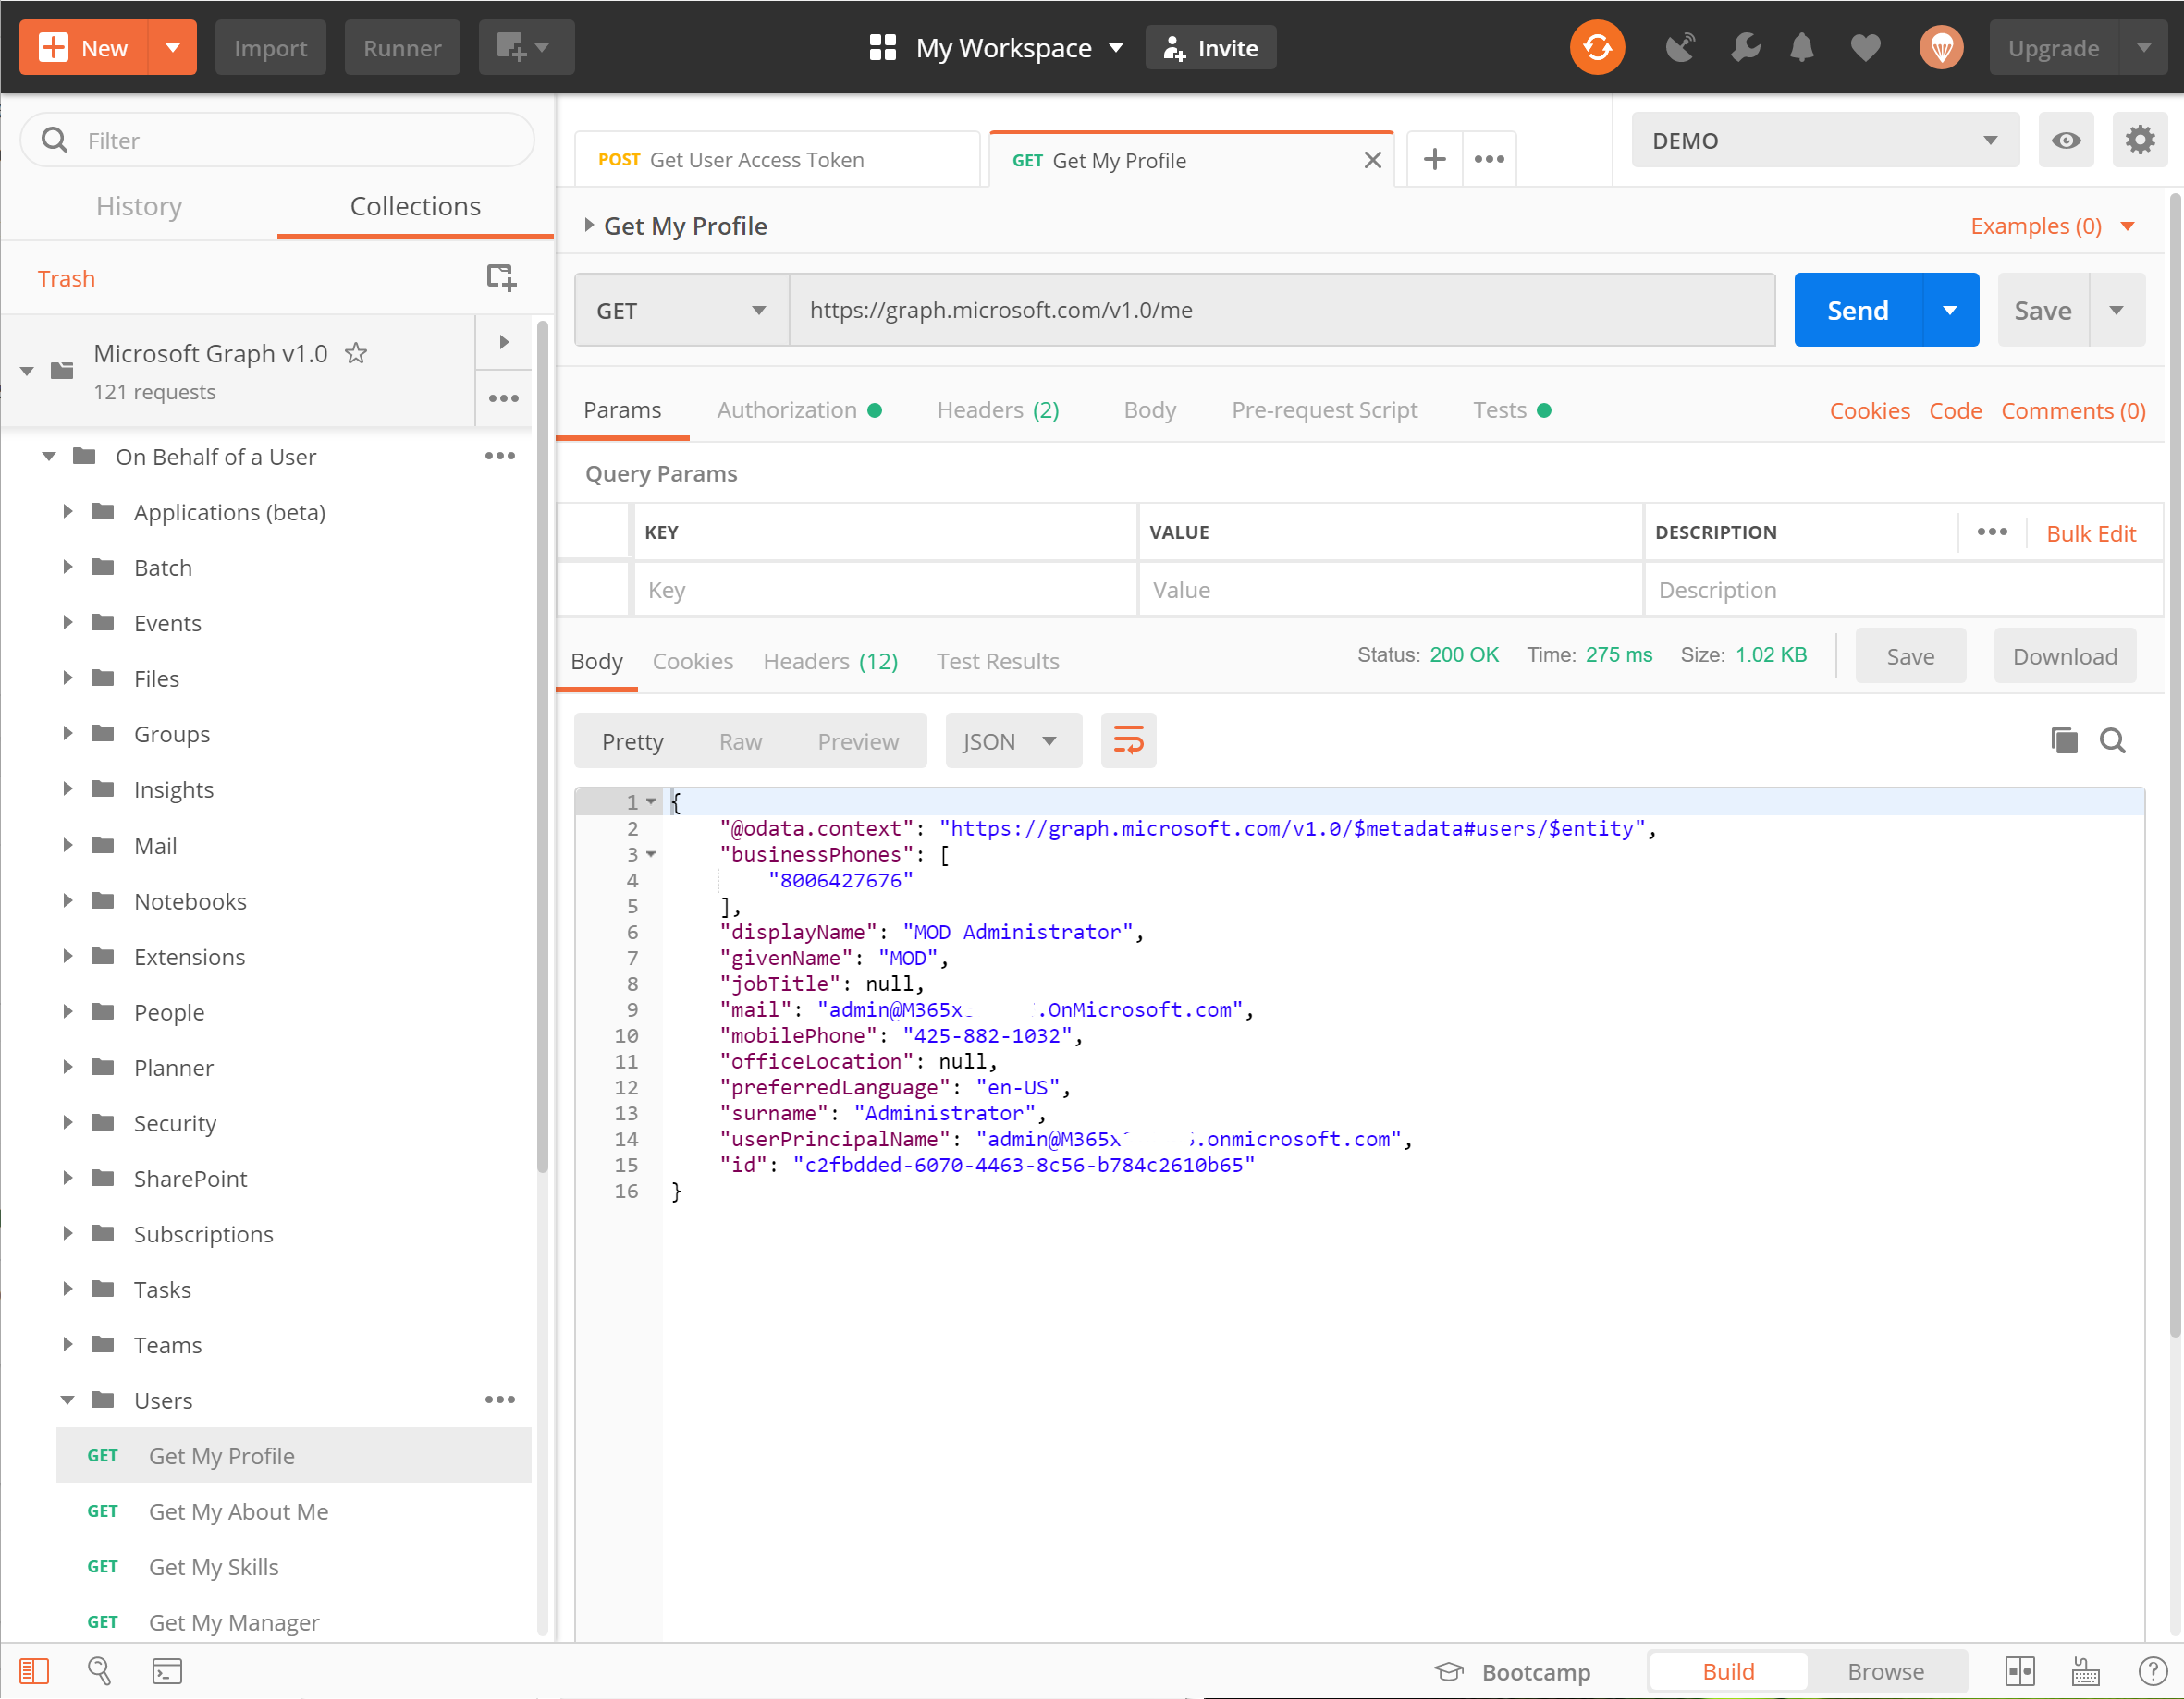 New
Import
Runner
My Workspace
Invite
Upgrade
Filter
History
Collections
Trash
Microsoft Graph v1.0
121 requests
On Behalf of a User
Applications (beta)
Batch
Events
Files
Groups
Insights
Mail
Notebooks
Extensions
People
Planner
Security
SharePoint
Subscriptions
Tasks
Teams
Users
GET Get My Profile
GET Get My About Me
GET Get My Skills
GET Get My Manager
POST Get User Access Token
GET Get My Profile
DEMO
Get My Profile
Examples (0)
GET
https://graph.microsoft.com/v1.0/me
Send
Save
Params
Authorization
Headers (2)
Body
Pre-request Script
Tests
Cookies
Code
Comments (0)
Query Params
KEY
VALUE
DESCRIPTION
Bulk Edit
Key
Value
Description
Body
Cookies
Headers (12)
Test Results
Status: 200 OK
Time: 275 ms
Size: 1.02 KB
Save
Download
Pretty
Raw
Preview
JSON
1 {
2 "@odata.context": "https://graph.microsoft.com/v1.0/$metadata#users/$entity",
3 "businessPhones": [
4 "8006427676"
5 ],
6 "displayName": "MOD Administrator",
7 "givenName": "MOD",
8 "jobTitle": null,
9 "mail": "admin@M365x .OnMicrosoft.com",
10 "mobilePhone": "425-882-1032",
11 "officeLocation": null,
12 "preferredLanguage": "en-US",
13 "surname": "Administrator",
14 "userPrincipalName": "admin@M365x .onmicrosoft.com",
15 "id": "c2fbdded-6070-4463-8c56-b784c2610b65"
16 }
Bootcamp
Build
Browse